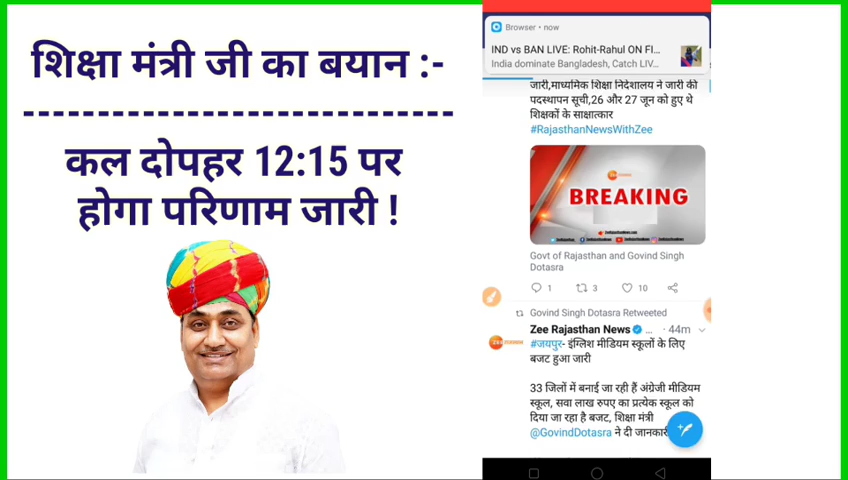 शिक्षा मंत्री जी का बयान :-
कल दोपहर 12:15 पर
होगा परिणाम जारी !
Browser • now
IND vs BAN LIVE: Rohit-Rahul ON FI...
India dominate Bangladesh, Catch LIV...
जारी,माध्यमिक शिक्षा निदेशालय ने जारी की
पदस्थापन सूची,26 और 27 जून को हुए थे
शिक्षकों के साक्षात्कार
#RajasthanNewsWithZee
BREAKING
Govt of Rajasthan and Govind Singh
Dotasra
1 3 10
Govind Singh Dotasra Retweeted
Zee Rajasthan News ... · 44m
#जयपुर- इंग्लिश मीडियम स्कूलों के लिए
बजट हुआ जारी
33 जिलों में बनाई जा रही हैं अंग्रेजी मीडियम
स्कूल, सवा लाख रुपए का प्रत्येक स्कूल को
दिया जा रहा है बजट, शिक्षा मंत्री
@GovindDotasra ने दी जानकारी